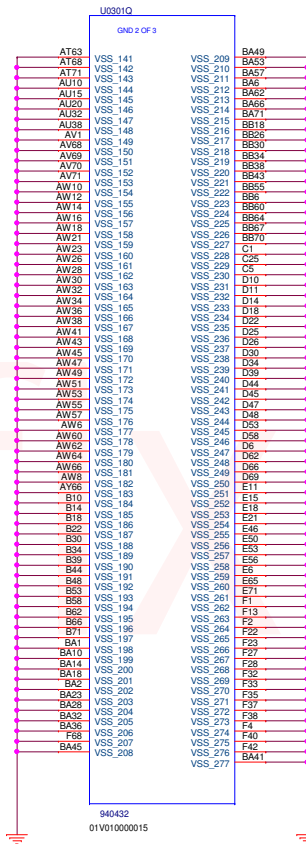 U0301Q
GND 2 OF 3
AT63 VSS_141 VSS_209 BA49
AT68 VSS_142 VSS_210 BA53
AT71 VSS_143 VSS_211 BA57
AU10 VSS_144 VSS_212 BA6
AU15 VSS_145 VSS_213 BA62
AU20 VSS_146 VSS_214 BA66
AU32 VSS_147 VSS_215 BA71
AU38 VSS_148 VSS_216 BB18
AV1 VSS_149 VSS_217 BB26
AV68 VSS_150 VSS_218 BB30
AV69 VSS_151 VSS_219 BB34
AV70 VSS_152 VSS_220 BB38
AV71 VSS_153 VSS_221 BB43
AW10 VSS_154 VSS_222 BB55
AW12 VSS_155 VSS_223 BB6
AW14 VSS_156 VSS_224 BB60
AW16 VSS_157 VSS_225 BB64
AW18 VSS_158 VSS_226 BB67
AW21 VSS_159 VSS_227 BB70
AW23 VSS_160 VSS_228 C1
AW26 VSS_161 VSS_229 C25
AW28 VSS_162 VSS_230 C5
AW30 VSS_163 VSS_231 D10
AW32 VSS_164 VSS_232 D11
AW34 VSS_165 VSS_233 D14
AW36 VSS_166 VSS_234 D18
AW38 VSS_167 VSS_235 D22
AW41 VSS_168 VSS_236 D25
AW43 VSS_169 VSS_237 D26
AW45 VSS_170 VSS_238 D30
AW47 VSS_171 VSS_239 D34
AW49 VSS_172 VSS_240 D39
AW51 VSS_173 VSS_241 D44
AW53 VSS_174 VSS_242 D45
AW55 VSS_175 VSS_243 D47
AW57 VSS_176 VSS_244 D48
AW6 VSS_177 VSS_245 D53
AW60 VSS_178 VSS_246 D58
AW62 VSS_179 VSS_247 D6
AW64 VSS_180 VSS_248 D62
AW66 VSS_181 VSS_249 D66
AW8 VSS_182 VSS_250 D69
AY66 VSS_183 VSS_251 E11
B10 VSS_184 VSS_252 E15
B14 VSS_185 VSS_253 E18
B18 VSS_186 VSS_254 E21
B22 VSS_187 VSS_255 E46
B30 VSS_188 VSS_256 E50
B34 VSS_189 VSS_257 E53
B39 VSS_190 VSS_258 E56
B44 VSS_191 VSS_259 E6
B48 VSS_192 VSS_260 E65
B53 VSS_193 VSS_261 E71
B58 VSS_194 VSS_262 F1
B62 VSS_195 VSS_263 F13
B66 VSS_196 VSS_264 F2
B71 VSS_197 VSS_265 F22
BA1 VSS_198 VSS_266 F23
BA10 VSS_199 VSS_267 F27
BA14 VSS_200 VSS_268 F28
BA18 VSS_201 VSS_269 F32
BA2 VSS_202 VSS_270 F33
BA23 VSS_203 VSS_271 F35
BA28 VSS_204 VSS_272 F37
BA32 VSS_205 VSS_273 F38
BA36 VSS_206 VSS_274 F4
F68 VSS_207 VSS_275 F40
BA45 VSS_208 VSS_276 F42
VSS_277 BA41
940432
01V010000015